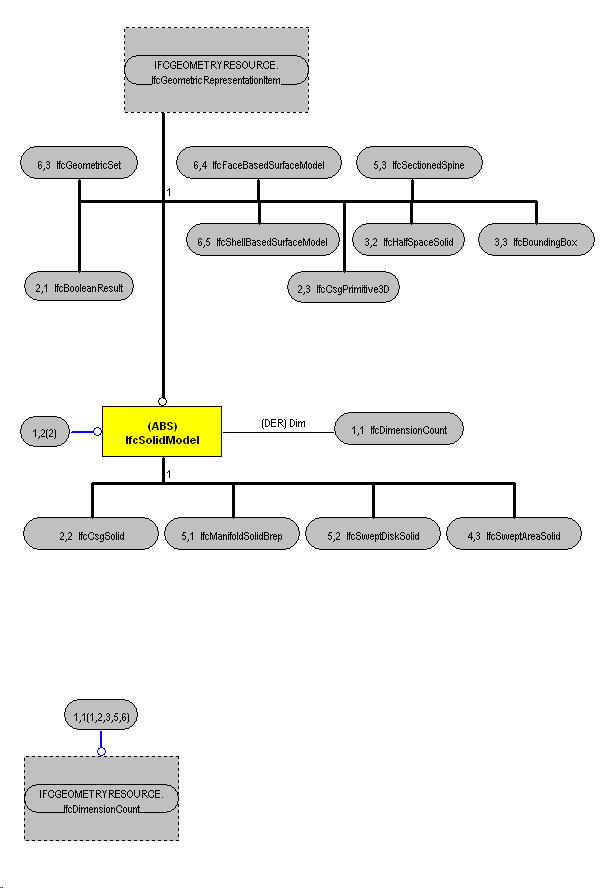 IFCGEOMETRYRESOURCE.
IfcGeometricRepresentationItem
6,3 IfcGeometricSet
6,4 IfcFaceBasedSurfaceModel
5,3 IfcSectionedSpine
1
6,5 IfcShellBasedSurfaceModel
3,2 IfcHalfSpaceSolid
3,3 IfcBoundingBox
2,1 IfcBooleanResult
2,3 IfcCsgPrimitive3D
1,2(2)
(ABS)
IfcSolidModel
(DER) Dim
1,1 IfcDimensionCount
1
2,2 IfcCsgSolid
5,1 IfcManifoldSolidBrep
5,2 IfcSweptDiskSolid
4,3 IfcSweptAreaSolid
1,1(1,2,3,5,6)
IFCGEOMETRYRESOURCE.
IfcDimensionCount